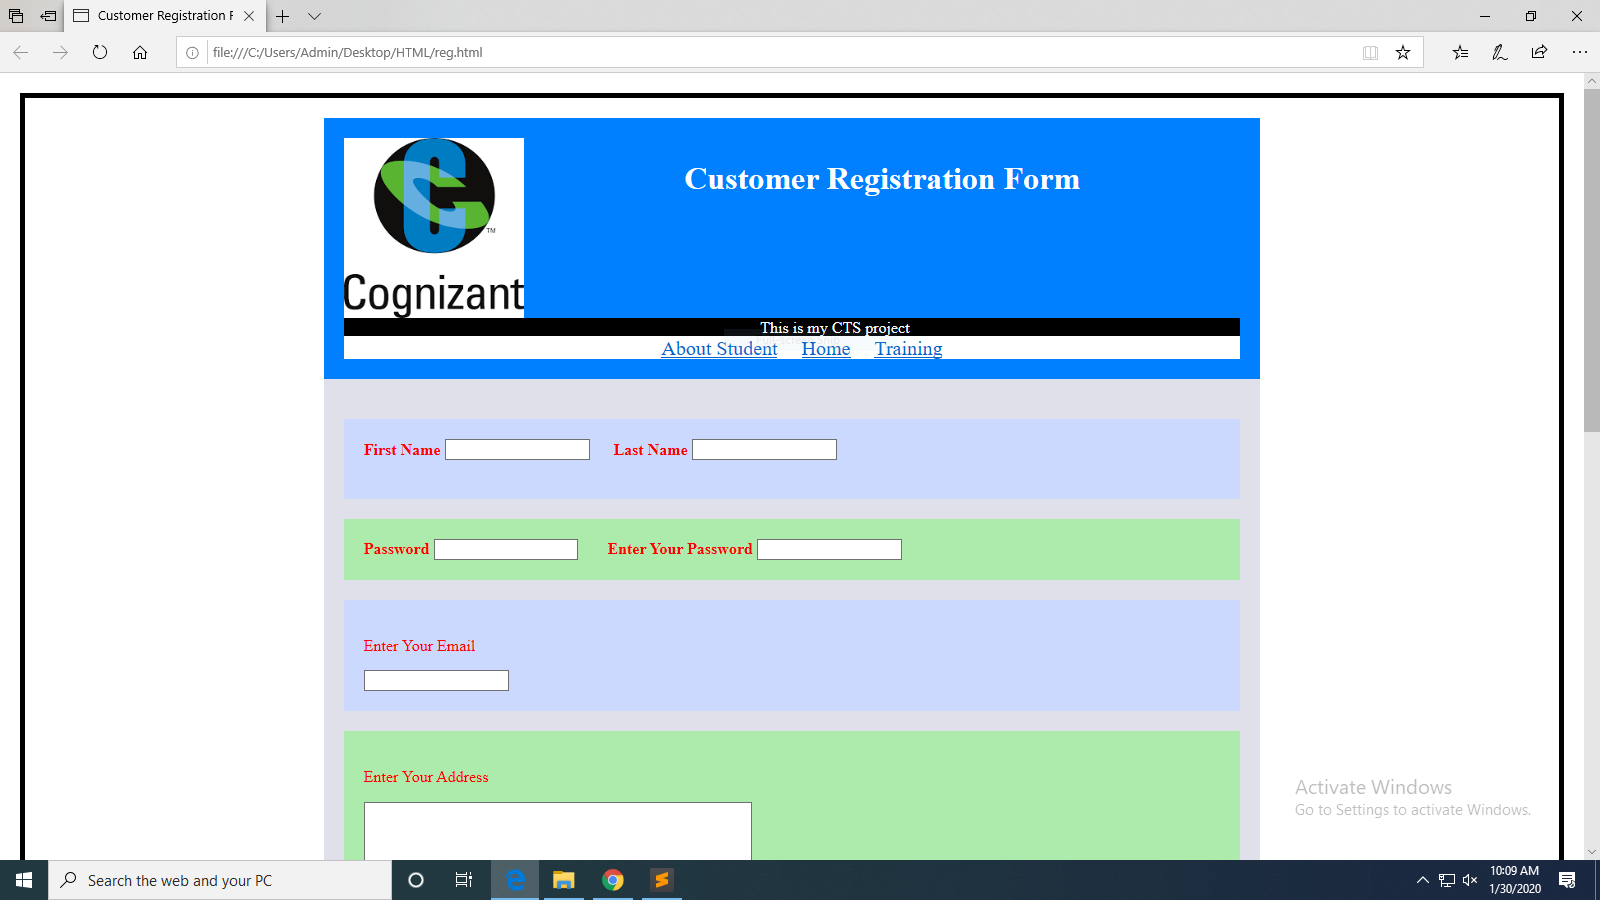 Customer Registration F
file:///C:/Users/Admin/Desktop/HTML/reg.html
Customer Registration Form
TM
Cognizant
This is my CTS project
About Student Home Training
First Name Last Name
Password Enter Your Password
Enter Your Email
Enter Your Address
Activate Windows
Go to Settings to activate Windows.
Search the web and your PC
10:09 AM
1/30/2020